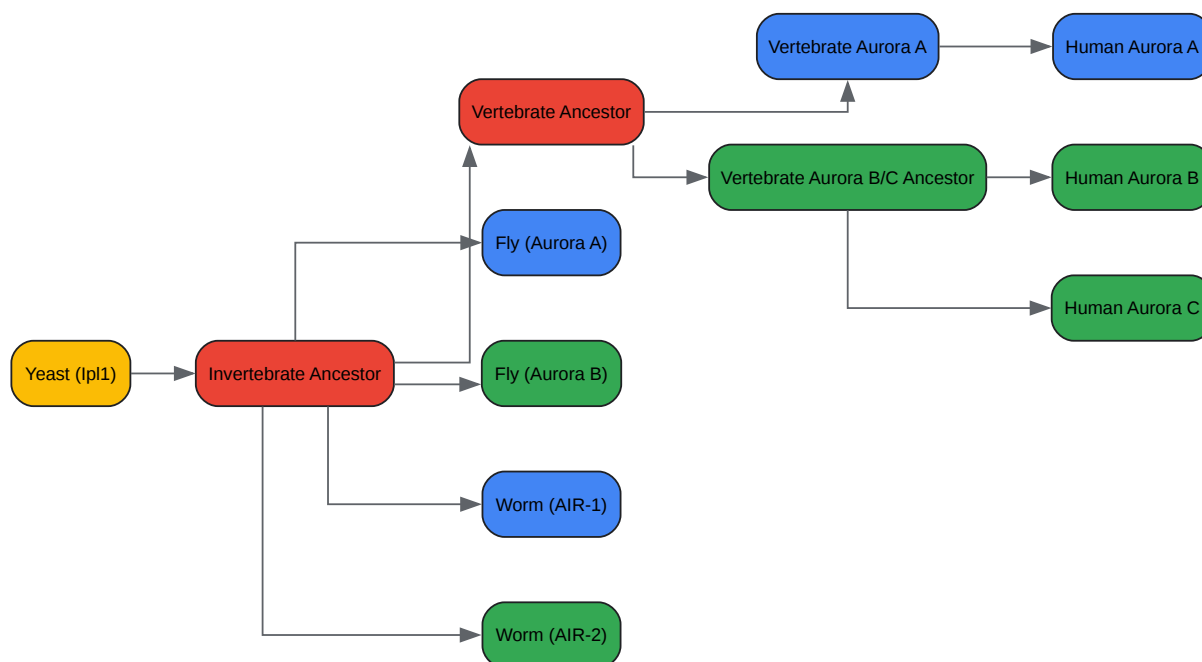 Vertebrate Aurora A
Human Aurora A
Vertebrate Ancestor
Vertebrate Aurora B/C Ancestor
Human Aurora B
Fly (Aurora A)
Human Aurora C
Yeast (Ipl1)
Invertebrate Ancestor
Fly (Aurora B)
Worm (AIR-1)
Worm (AIR-2)